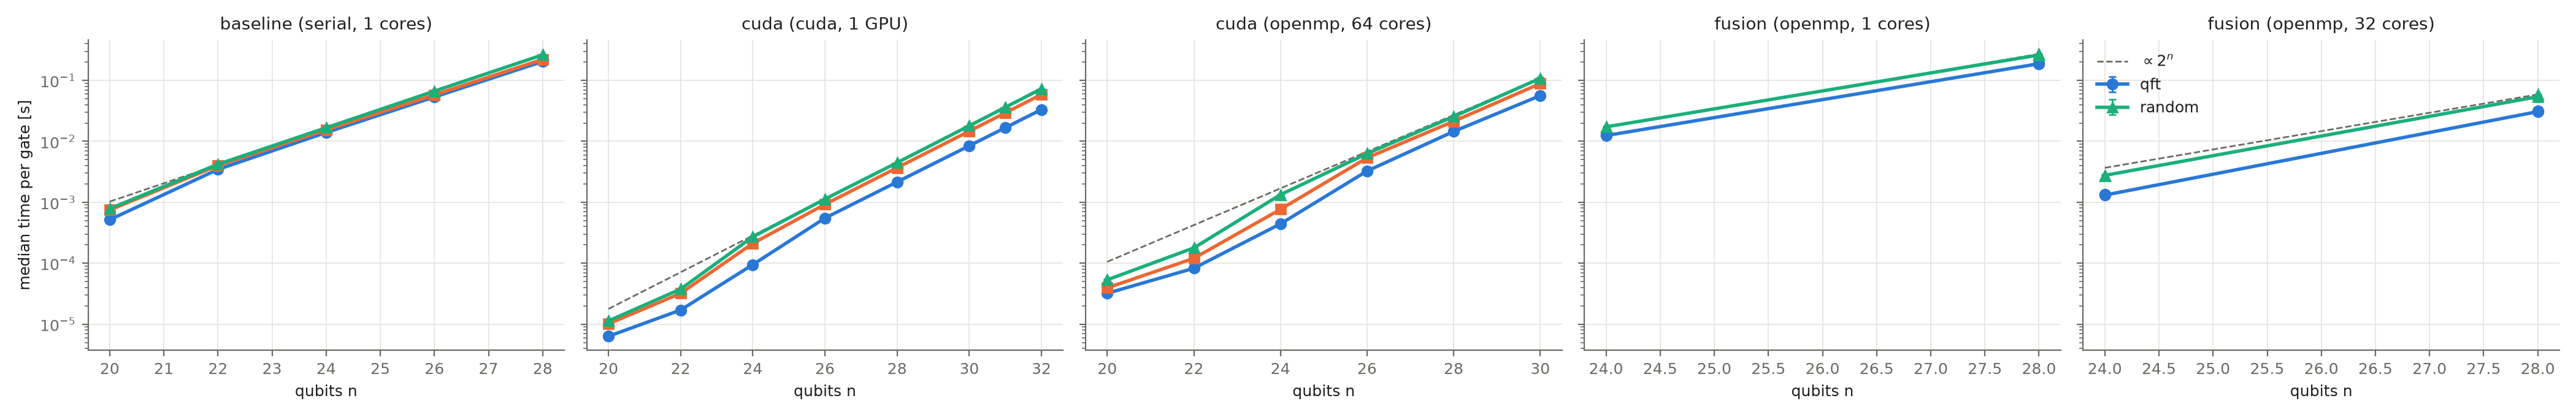 baseline (serial, 1 cores)
cuda (cuda, 1 GPU)
cuda (openmp, 64 cores)
fusion (openmp, 1 cores)
fusion (openmp, 32 cores)
median time per gate [s]
10⁻¹
10⁻²
10⁻³
10⁻⁴
10⁻⁵
∝ 2ⁿ
qft
random
20 21 22 23 24 25 26 27 28
20 22 24 26 28 30 32
20 22 24 26 28 30
24.0 24.5 25.0 25.5 26.0 26.5 27.0 27.5 28.0
24.0 24.5 25.0 25.5 26.0 26.5 27.0 27.5 28.0
qubits n
qubits n
qubits n
qubits n
qubits n